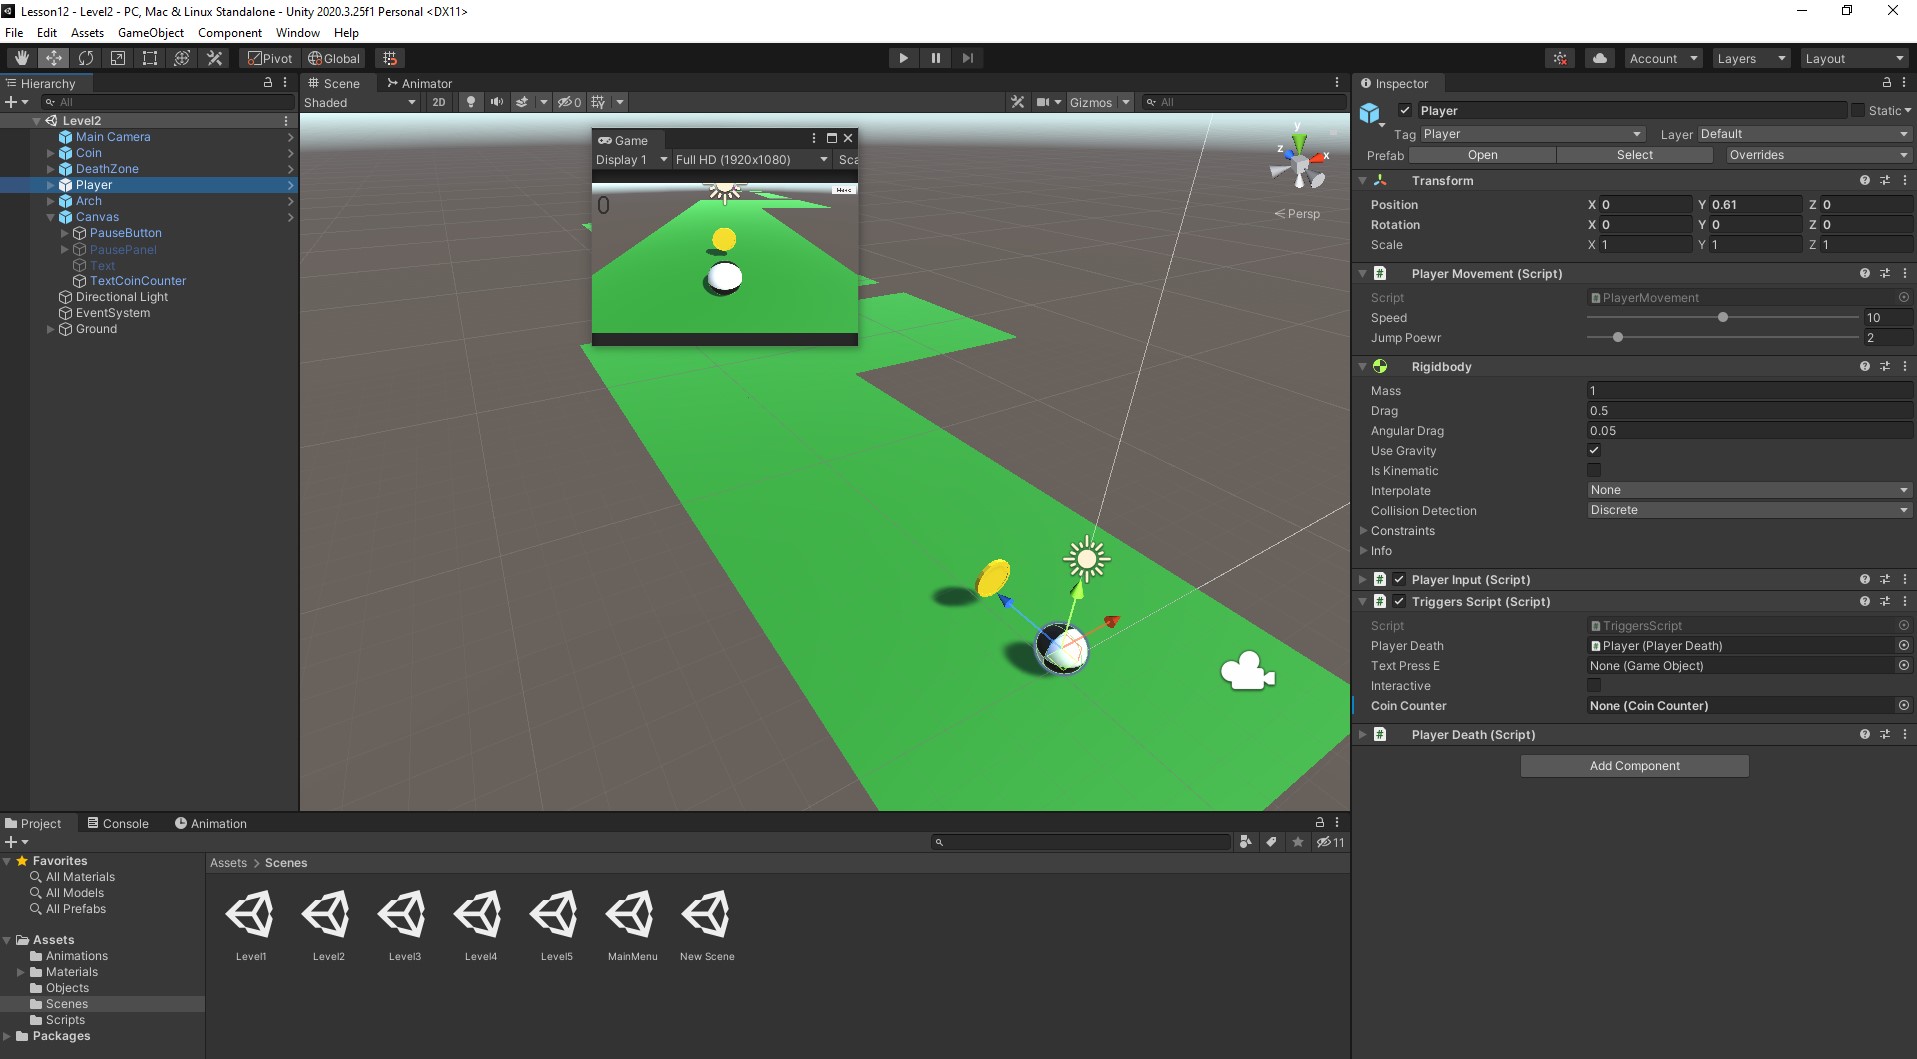 Lesson12 - Level2 - PC, Mac & Linux Standalone - Unity 2020.3.25f1 Personal <DX11>
File Edit Assets GameObject Component Window Help
Pivot Global Account Layers Layout
Hierarchy
All
Level2
Main Camera
Coin
DeathZone
Player
Arch
Canvas
PauseButton
PausePanel
Text
TextCoinCounter
Directional Light
EventSystem
Ground
Scene Animator
Shaded 2D 0 Gizmos All
y
z x
Persp
Game
Display 1 Full HD (1920x1080) Sca
0
Inspector
Player Static
Tag Player Layer Default
Prefab Open Select Overrides
Transform
Position X 0 Y 0.61 Z 0
Rotation X 0 Y 0 Z 0
Scale X 1 Y 1 Z 1
# Player Movement (Script)
Script PlayerMovement
Speed 10
Jump Poewr 2
Rigidbody
Mass 1
Drag 0.5
Angular Drag 0.05
Use Gravity
Is Kinematic
Interpolate None
Collision Detection Discrete
Constraints
Info
# Player Input (Script)
# Triggers Script (Script)
Script TriggersScript
Player Death Player (Player Death)
Text Press E None (Game Object)
Interactive
Coin Counter None (Coin Counter)
# Player Death (Script)
Add Component
Project Console Animation
11
Favorites
All Materials
All Models
All Prefabs
Assets
Animations
Materials
Objects
Scenes
Scripts
Packages
Assets > Scenes
Level1 Level2 Level3 Level4 Level5 MainMenu New Scene